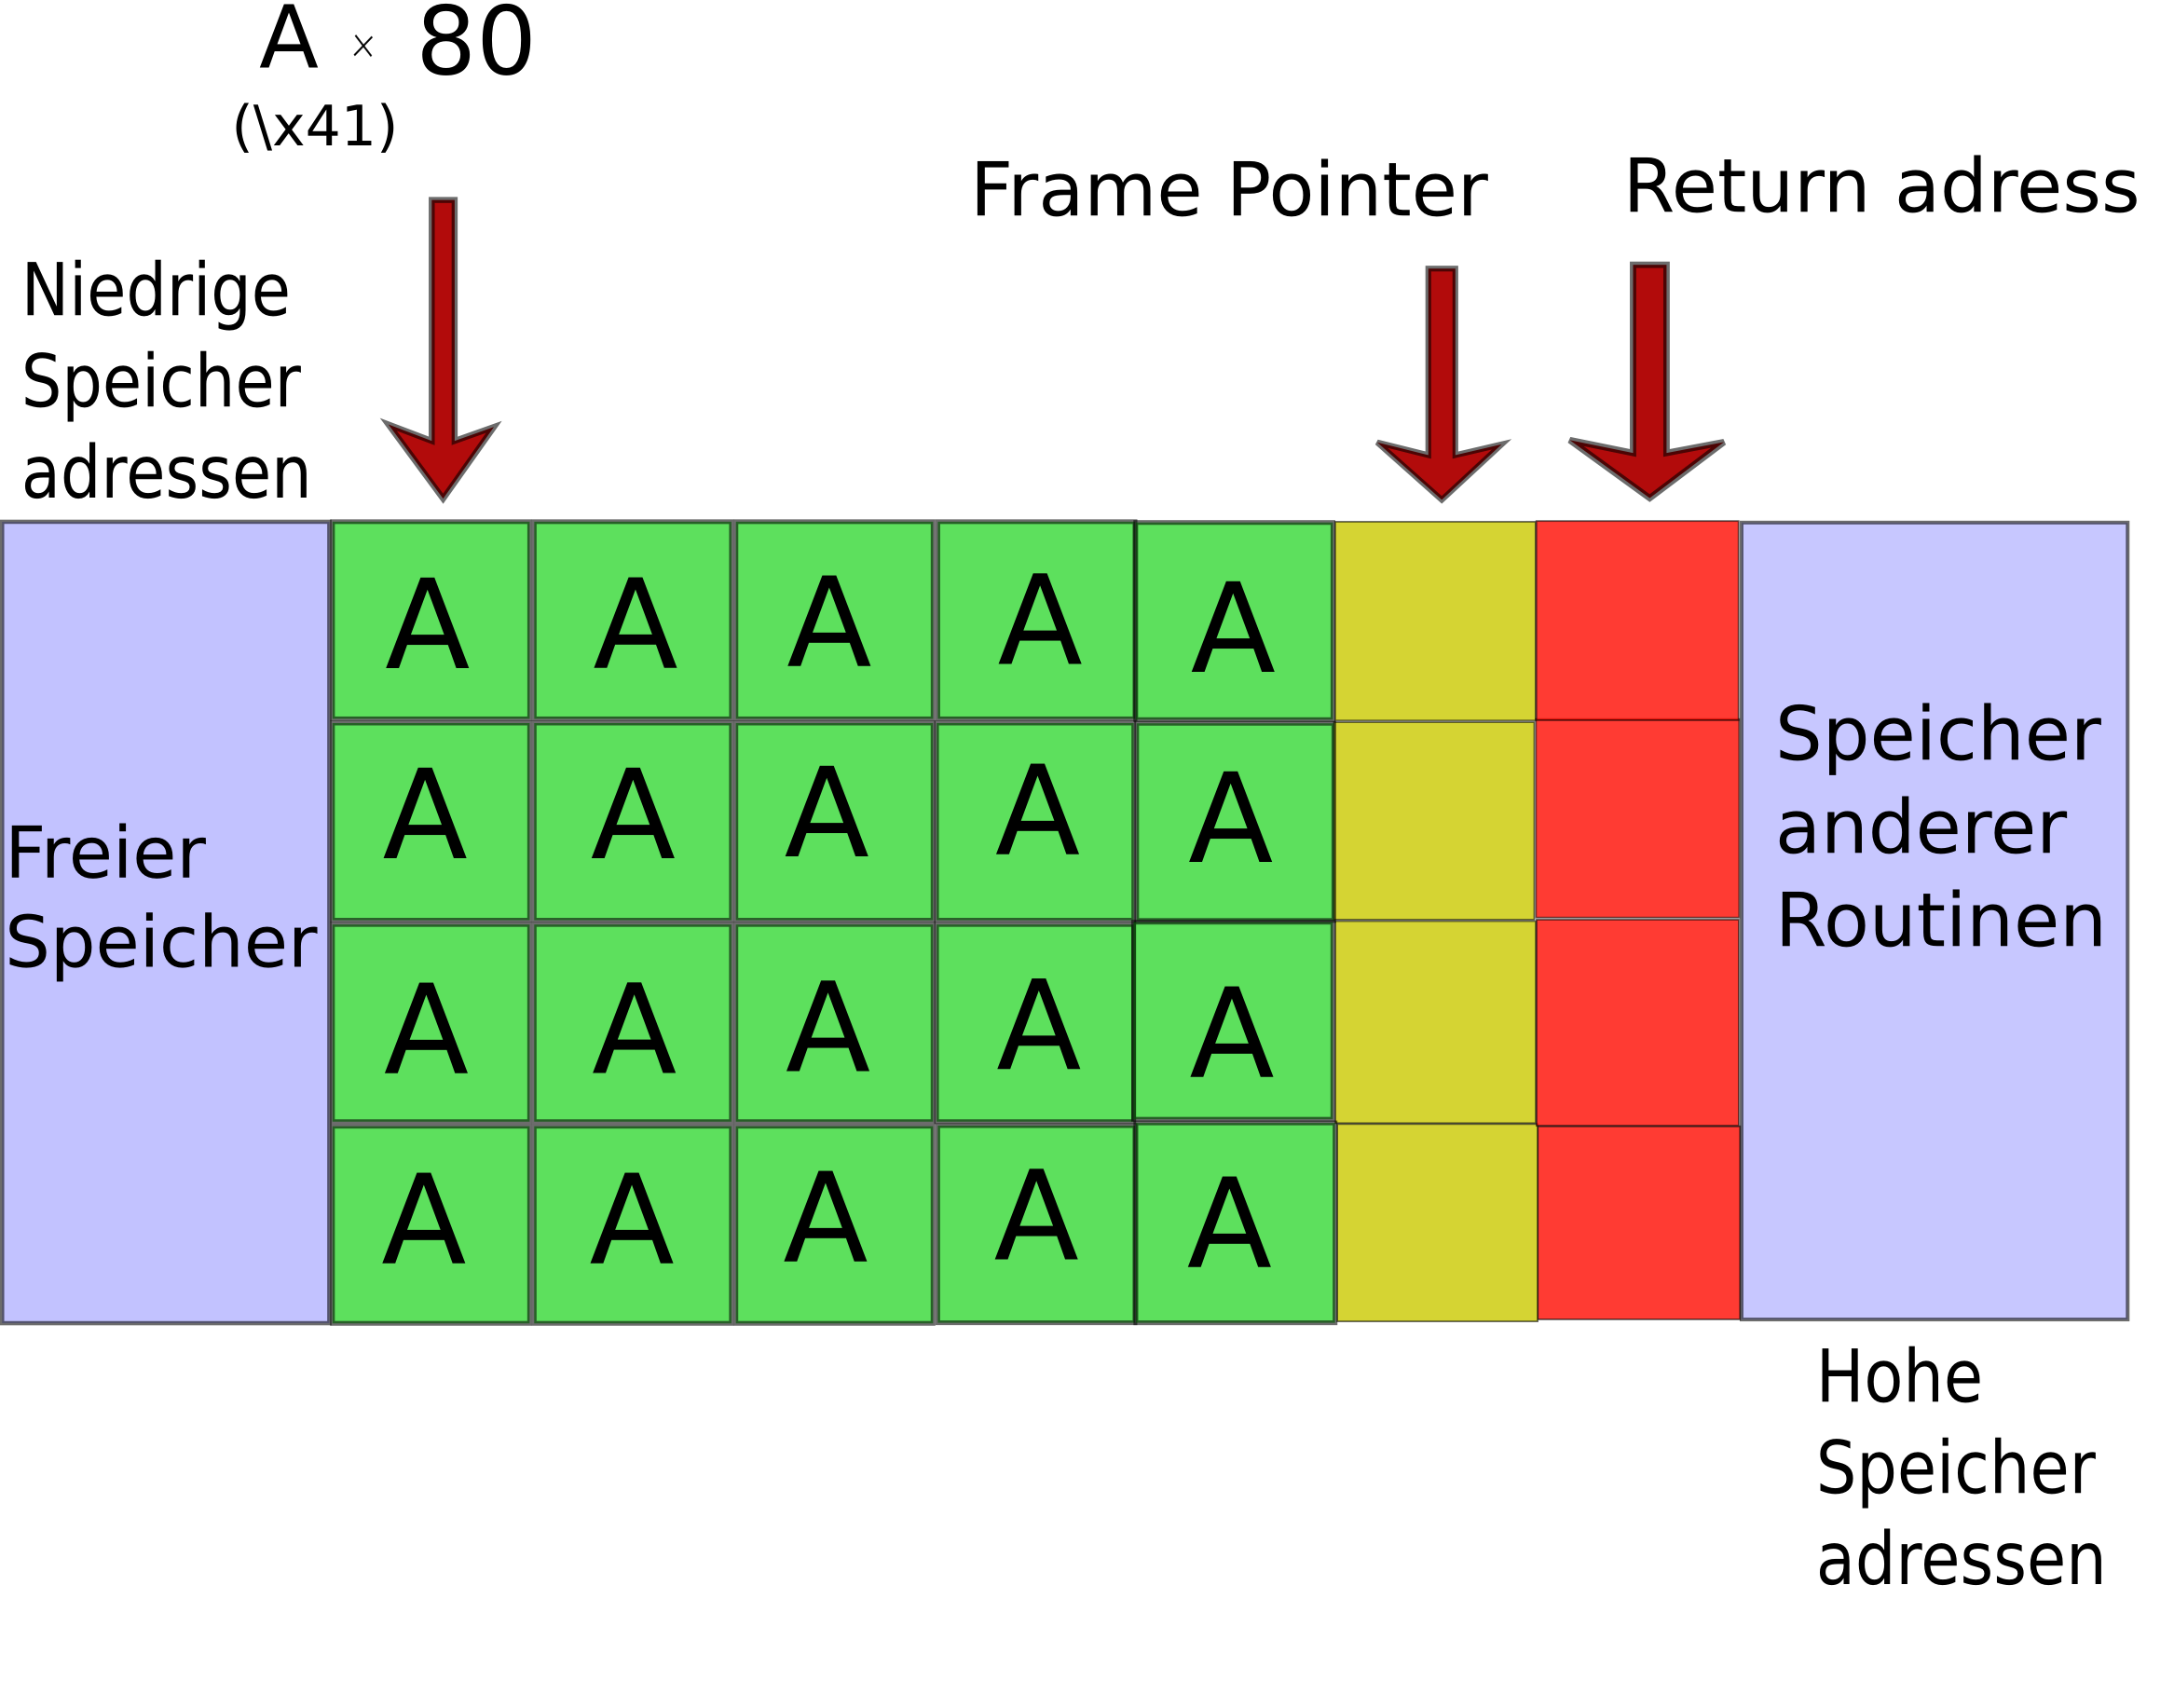 A × 80
(\x41)
Frame Pointer
Return adress
Niedrige
Speicher
adressen
A A A A A
A A A A A
A A A A A
A A A A A
Freier
Speicher
Speicher
anderer
Routinen
Hohe
Speicher
adressen